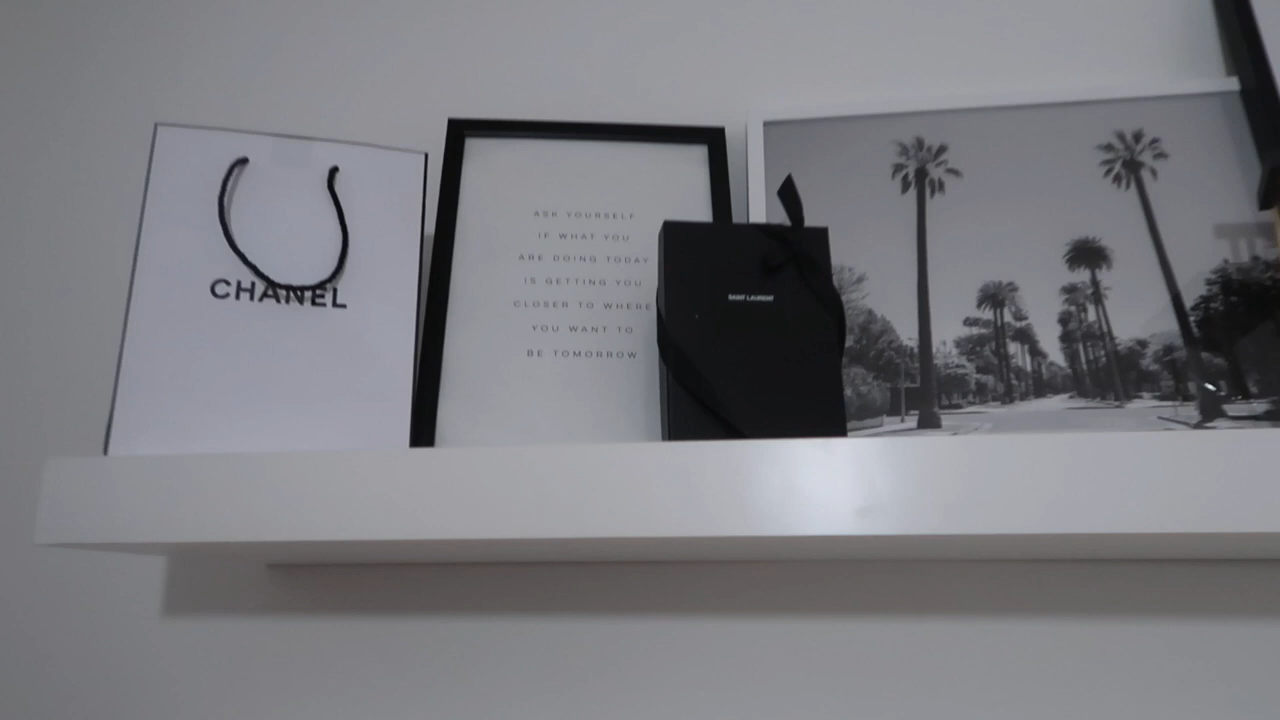 CHANEL
ASK YOURSELF
IF WHAT YOU
ARE DOING TODAY
IS GETTING YOU
CLOSER TO WHERE
YOU WANT TO
BE TOMORROW
SAINT LAURENT